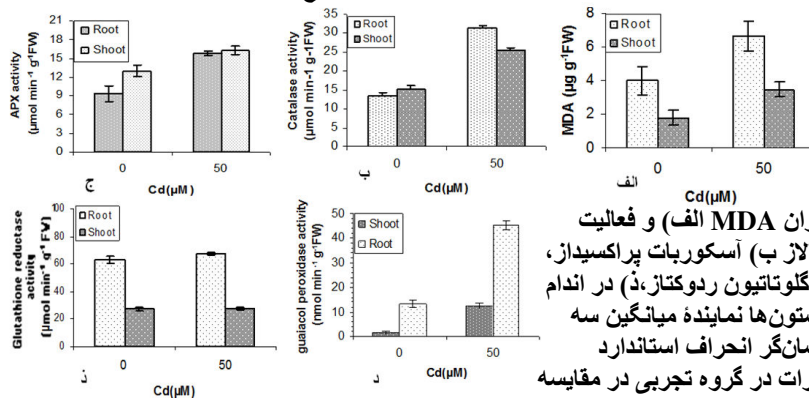 APX activity
(µmol min⁻¹ g⁻¹FW)
21
18
15
12
9
6
3
0
Root
Shoot
0 50
Cd(µM)
ج
Catalase activity
(µmol min-1 g-1FW)
35
30
25
20
15
10
5
0
Root
Shoot
0 50
Cd(µM)
ب
MDA (µg g⁻¹FW)
8
6
4
2
0
Root
Shoot
0 50
Cd(µM)
الف
Glutathione reductase
activity
(µmol min⁻¹ g⁻¹ FW)
100
80
60
40
20
0
Root
Shoot
0 50
Cd(µM)
guaiacol peroxidase activity
(nmol min⁻¹ g⁻¹FW)
50
40
30
20
10
0
Shoot
Root
0 50
Cd(µM)
د
ان MDA الف) و فعالیت
لاز ب) آسکوربات پراکسیداز،
گلوتاتیون ردوکتاز،ذ) در اندام
ستون‌ها نمایندهٔ میانگین سه
سان‌گر انحراف استاندارد
رات در گروه تجربی در مقایسه